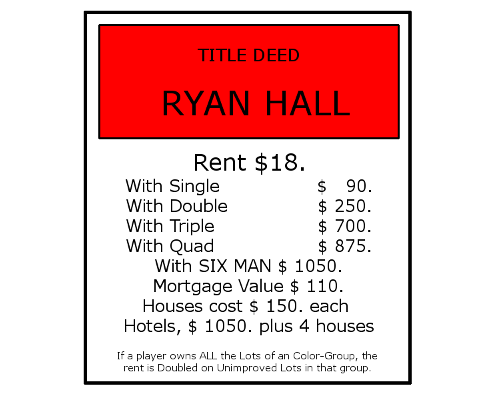 TITLE DEED
RYAN HALL
Rent $18.
With Single $ 90.
With Double $ 250.
With Triple $ 700.
With Quad $ 875.
With SIX MAN $ 1050.
Mortgage Value $ 110.
Houses cost $ 150. each
Hotels, $ 1050. plus 4 houses
If a player owns ALL the Lots of an Color-Group, the
rent is Doubled on Unimproved Lots in that group.